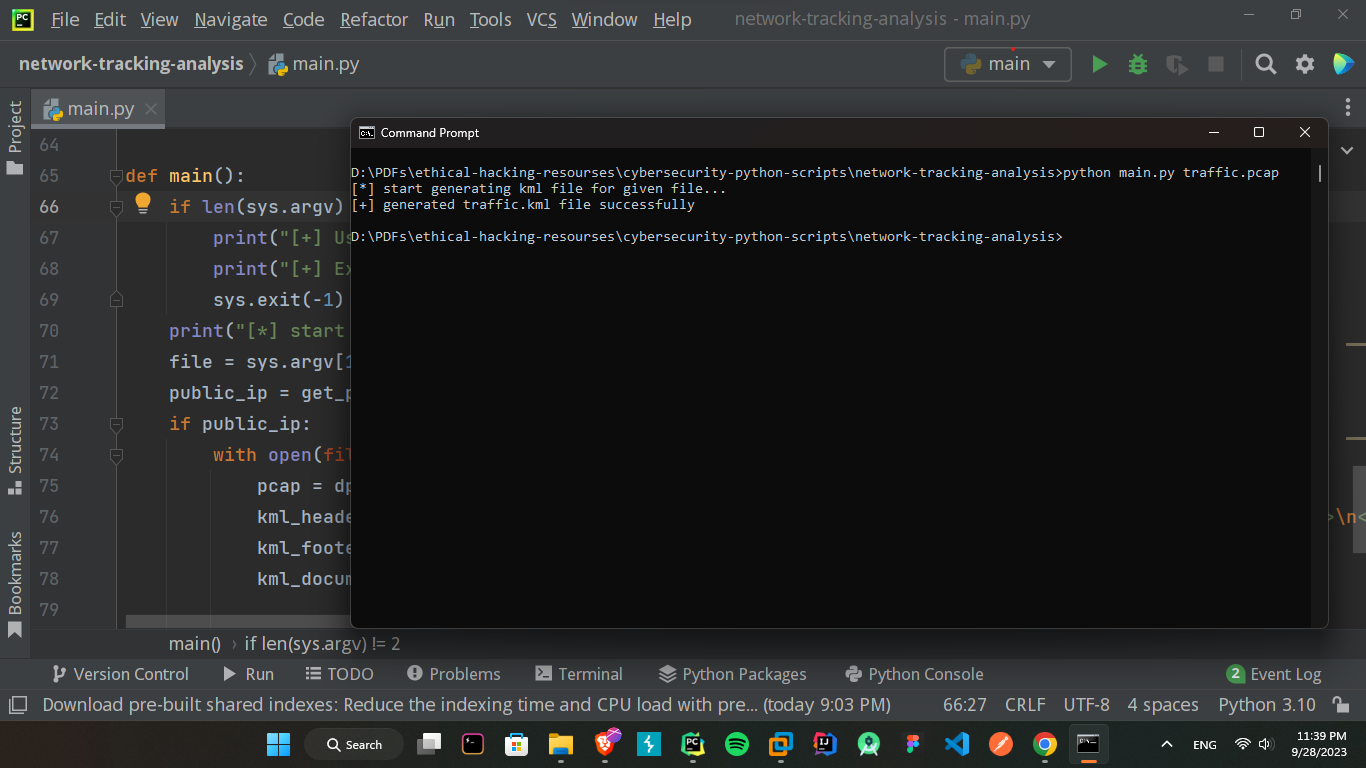 PC File Edit View Navigate Code Refactor Run Tools VCS Window Help network-tracking-analysis - main.py
network-tracking-analysis main.py main
Project
main.py
Command Prompt
D:\PDFs\ethical-hacking-resourses\cybersecurity-python-scripts\network-tracking-analysis>python main.py traffic.pcap
[*] start generating kml file for given file...
[+] generated traffic.kml file successfully
D:\PDFs\ethical-hacking-resourses\cybersecurity-python-scripts\network-tracking-analysis>
64
65 def main():
66 if len(sys.argv)
67 print("[+] Us
68 print("[+] Ex
69 sys.exit(-1)
70 print("[*] start
71 file = sys.argv[1
72 public_ip = get_p
73 if public_ip:
74 with open(fil
75 pcap = dp
76 kml_heade >\n<
77 kml_foote
78 kml_docum
79
Structure
Bookmarks
main() › if len(sys.argv) != 2
Version Control Run TODO Problems Terminal Python Packages Python Console 2 Event Log
Download pre-built shared indexes: Reduce the indexing time and CPU load with pre... (today 9:03 PM) 66:27 CRLF UTF-8 4 spaces Python 3.10
Search PC ENG 11:39 PM
9/28/2023